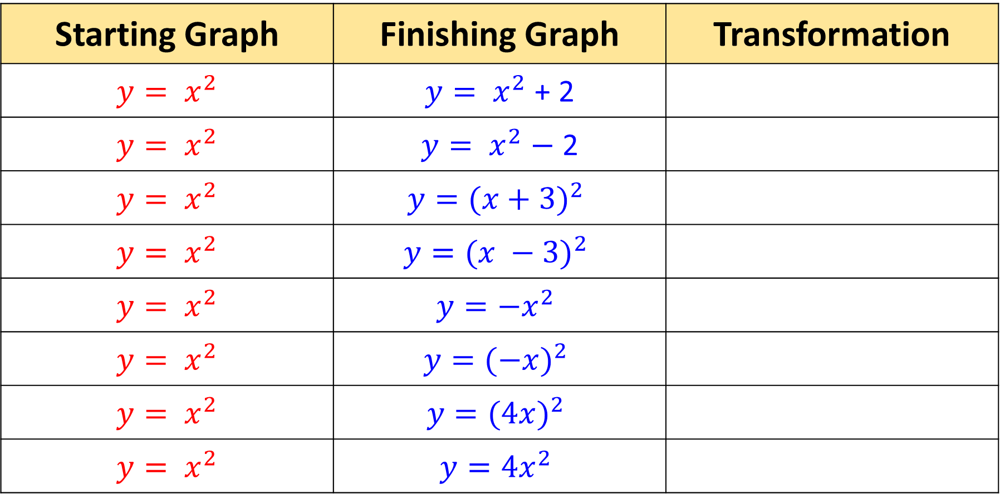 Starting Graph Finishing Graph Transformation
y = x² y = x² + 2
y = x² y = x² − 2
y = x² y = (x + 3)²
y = x² y = (x − 3)²
y = x² y = −x²
y = x² y = (−x)²
y = x² y = (4x)²
y = x² y = 4x²